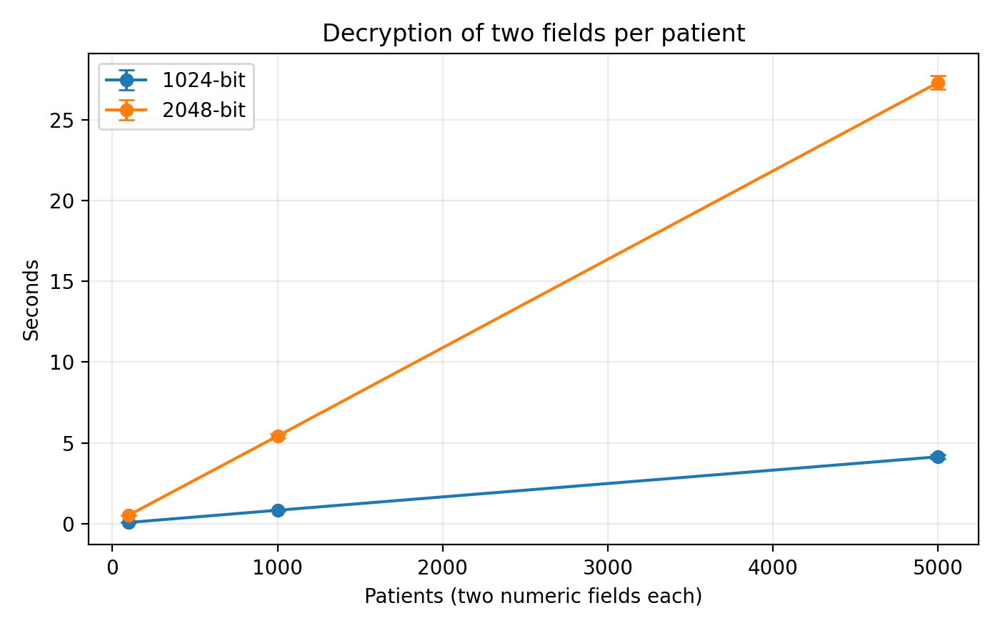 Decryption of two fields per patient
1024-bit
2048-bit
25
20
15
10
5
0
Seconds
0 1000 2000 3000 4000 5000
Patients (two numeric fields each)